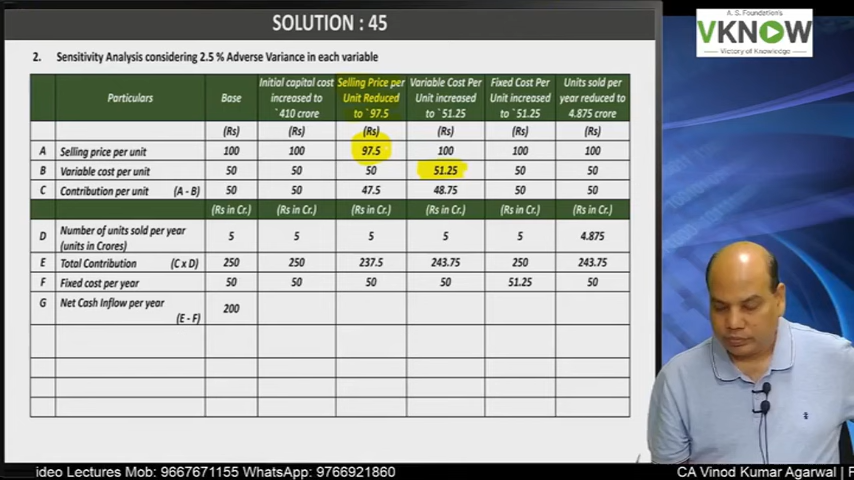 SOLUTION : 45
A. S. Foundation's
VKNOW
Victory of Knowledge
2. Sensitivity Analysis considering 2.5 % Adverse Variance in each variable
Particulars Base Initial capital cost increased to `410 crore Selling Price per Unit Reduced to `97.5 Variable Cost Per Unit increased to `51.25 Fixed Cost Per Unit increased to `51.25 Units sold per year reduced to 4.875 crore
(Rs) (Rs) (Rs) (Rs) (Rs) (Rs)
A Selling price per unit 100 100 97.5 100 100 100
B Variable cost per unit 50 50 50 51.25 50 50
C Contribution per unit (A - B) 50 50 47.5 48.75 50 50
(Rs in Cr.) (Rs in Cr.) (Rs in Cr.) (Rs in Cr.) (Rs in Cr.) (Rs in Cr.)
D Number of units sold per year (units in Crores) 5 5 5 5 5 4.875
E Total Contribution (C x D) 250 250 237.5 243.75 250 243.75
F Fixed cost per year 50 50 50 50 51.25 50
G Net Cash Inflow per year (E - F) 200
ideo Lectures Mob: 9667671155 WhatsApp: 9766921860 CA Vinod Kumar Agarwal | F